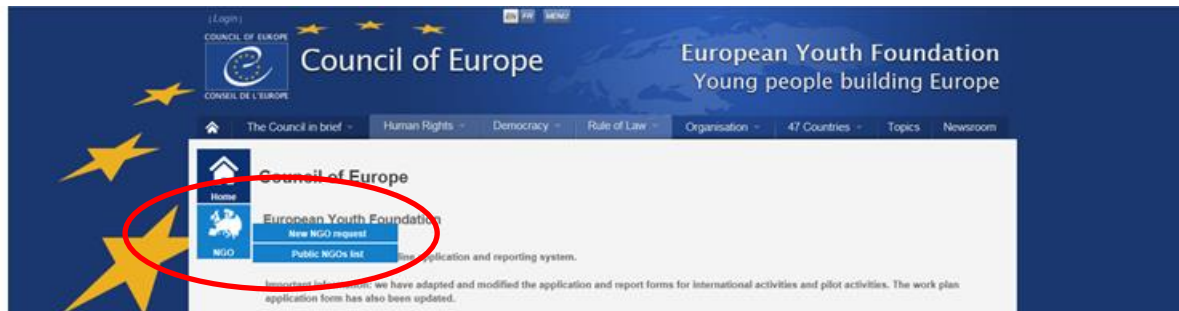 |Login|
EN FR MENU
COUNCIL OF EUROPE
CONSEIL DE L'EUROPE
Council of Europe
European Youth Foundation
Young people building Europe
The Council in brief Human Rights Democracy Rule of Law Organisation 47 Countries Topics Newsroom
Home
Council of Europe
NGO
European Youth Foundation
New NGO request
Public NGOs list
line application and reporting system.
Important information: we have adapted and modified the application and report forms for international activities and pilot activities. The work plan
application form has also been updated.